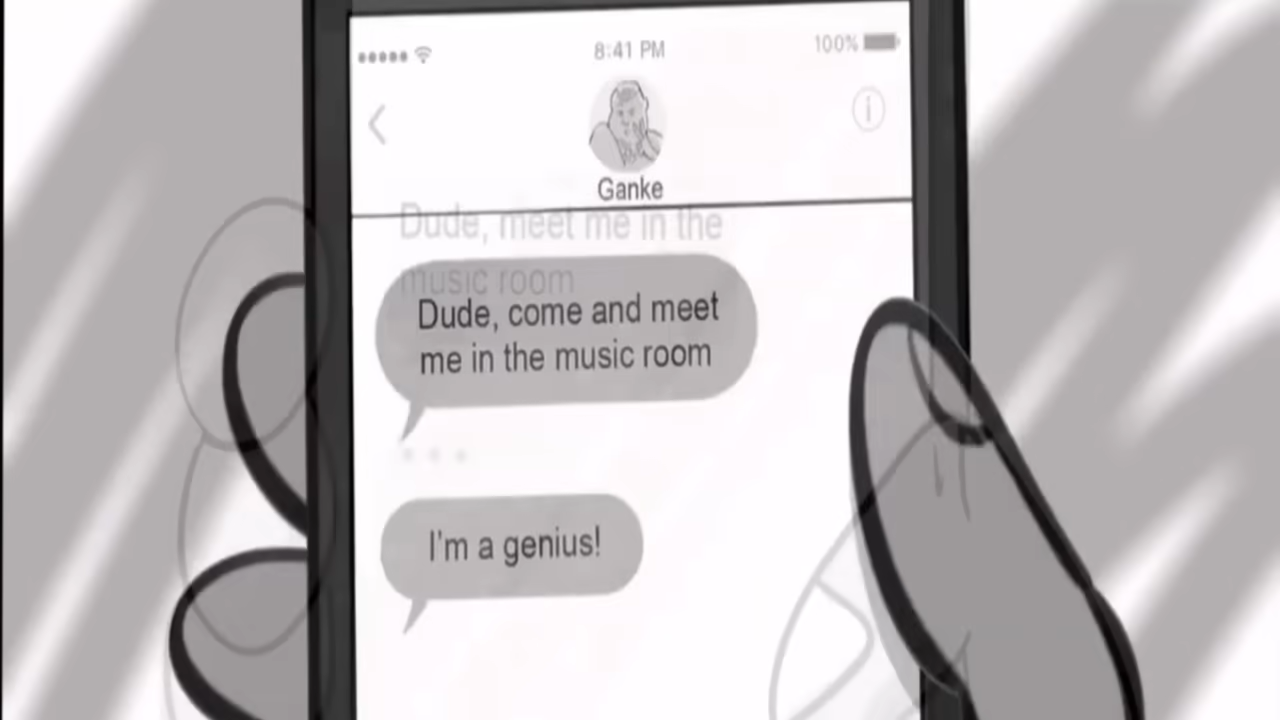 8:41 PM
100%
Ganke
Dude, meet me in the
music room
Dude, come and meet
me in the music room
I'm a genius!